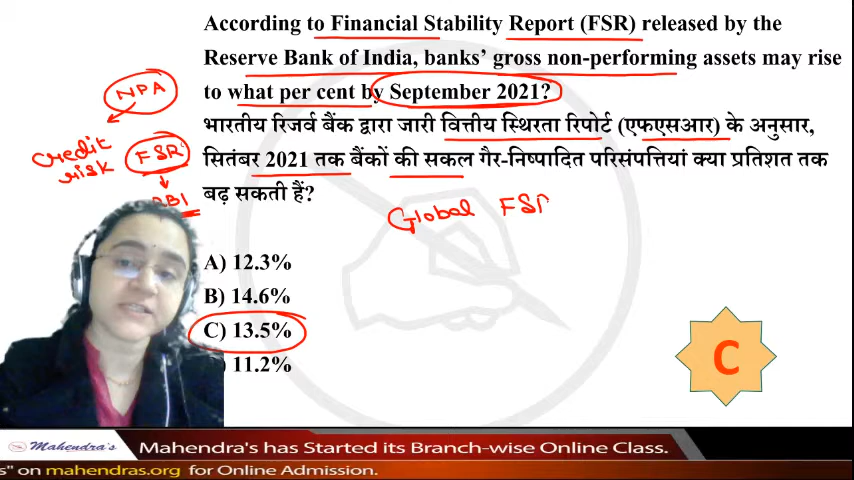 According to Financial Stability Report (FSR) released by the
Reserve Bank of India, banks' gross non-performing assets may rise
to what per cent by September 2021?
NPA
भारतीय रिजर्व बैंक द्वारा जारी वित्तीय स्थिरता रिपोर्ट (एफएसआर) के अनुसार,
credit
risk
FSR
सितंबर 2021 तक बैंकों की सकल गैर-निष्पादित परिसंपत्तियां क्या प्रतिशत तक
RBI
बढ़ सकती हैं?
Global FSR
A) 12.3%
B) 14.6%
C) 13.5%
11.2%
C
Mahendra's
Mahendra's has Started its Branch-wise Online Class.
s" on mahendras.org for Online Admission.